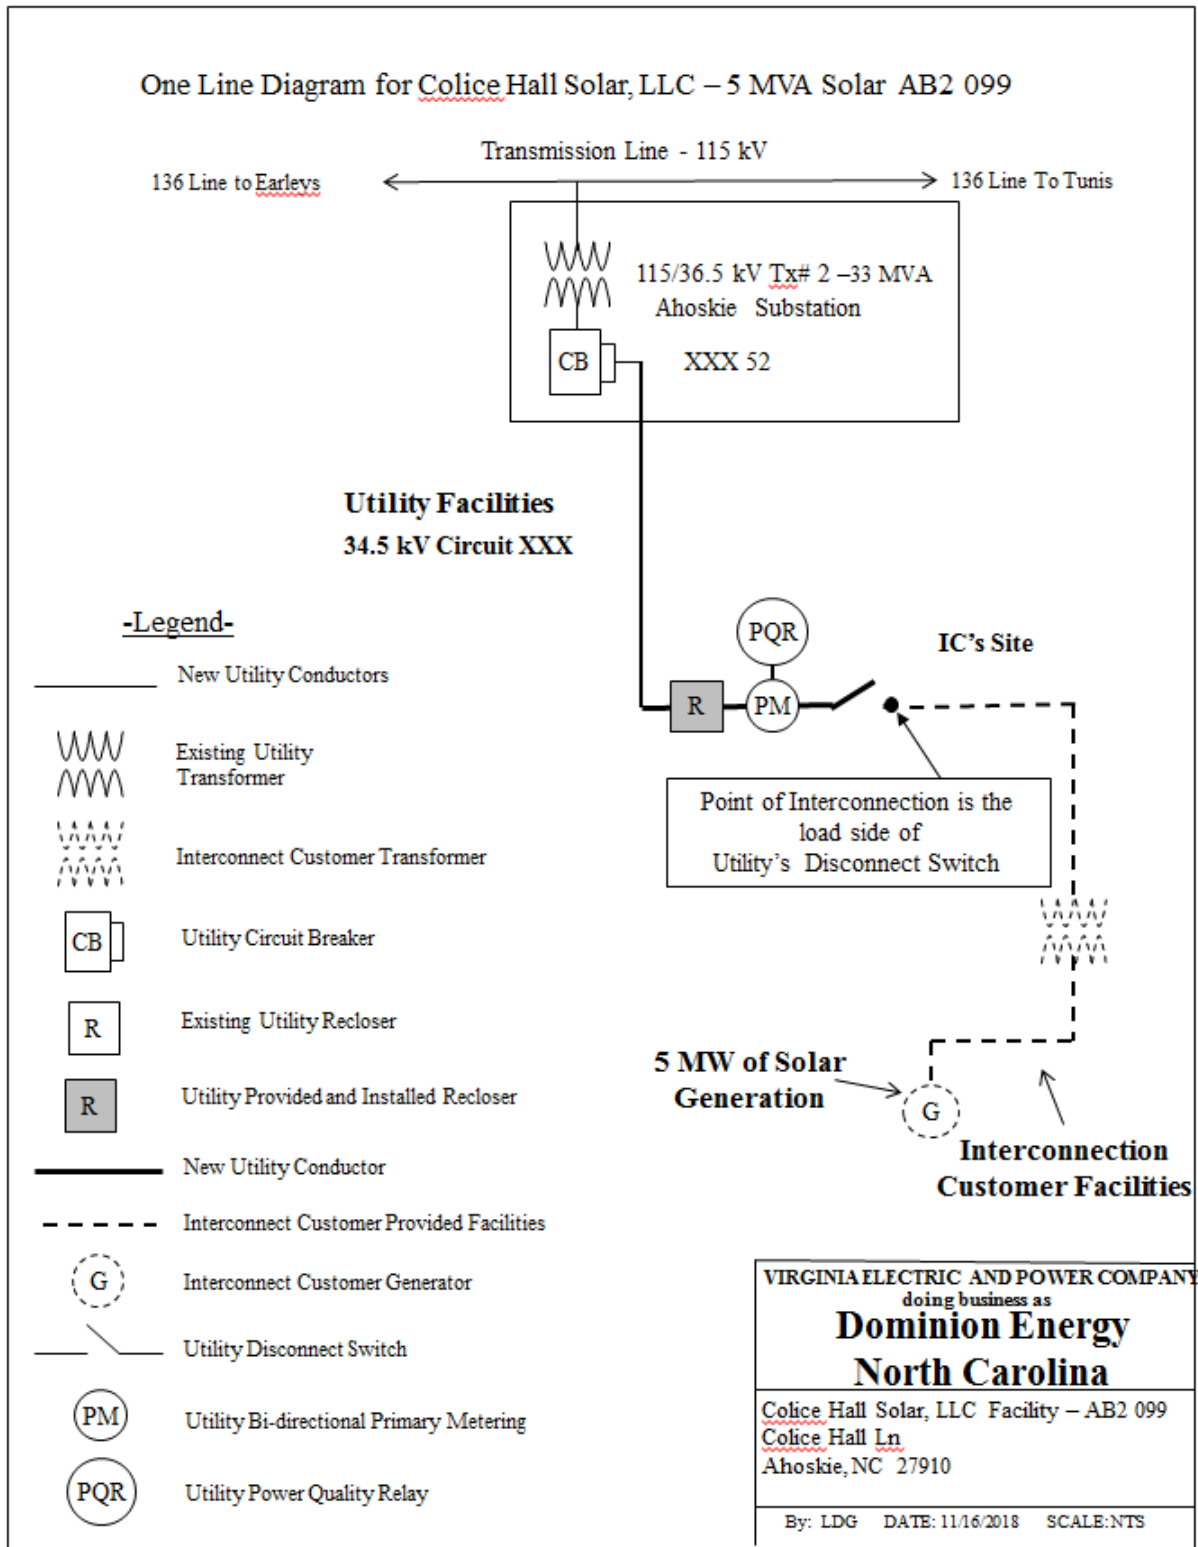 One Line Diagram for Colice Hall Solar, LLC – 5 MVA Solar AB2 099
Transmission Line - 115 kV
136 Line to Earleys
136 Line To Tunis
115/36.5 kV Tx# 2 –33 MVA
Ahoskie Substation
CB
XXX 52
Utility Facilities
34.5 kV Circuit XXX
-Legend-
New Utility Conductors
Existing Utility
Transformer
Interconnect Customer Transformer
CB
Utility Circuit Breaker
R
Existing Utility Recloser
R
Utility Provided and Installed Recloser
New Utility Conductor
Interconnect Customer Provided Facilities
G
Interconnect Customer Generator
Utility Disconnect Switch
PM
Utility Bi-directional Primary Metering
PQR
Utility Power Quality Relay
PQR
IC's Site
R
PM
Point of Interconnection is the
load side of
Utility's Disconnect Switch
5 MW of Solar
Generation
G
Interconnection
Customer Facilities
VIRGINIA ELECTRIC AND POWER COMPANY
doing business as
Dominion Energy
North Carolina
Colice Hall Solar, LLC Facility – AB2 099
Colice Hall Ln
Ahoskie, NC 27910
By: LDG DATE: 11/16/2018 SCALE:NTS